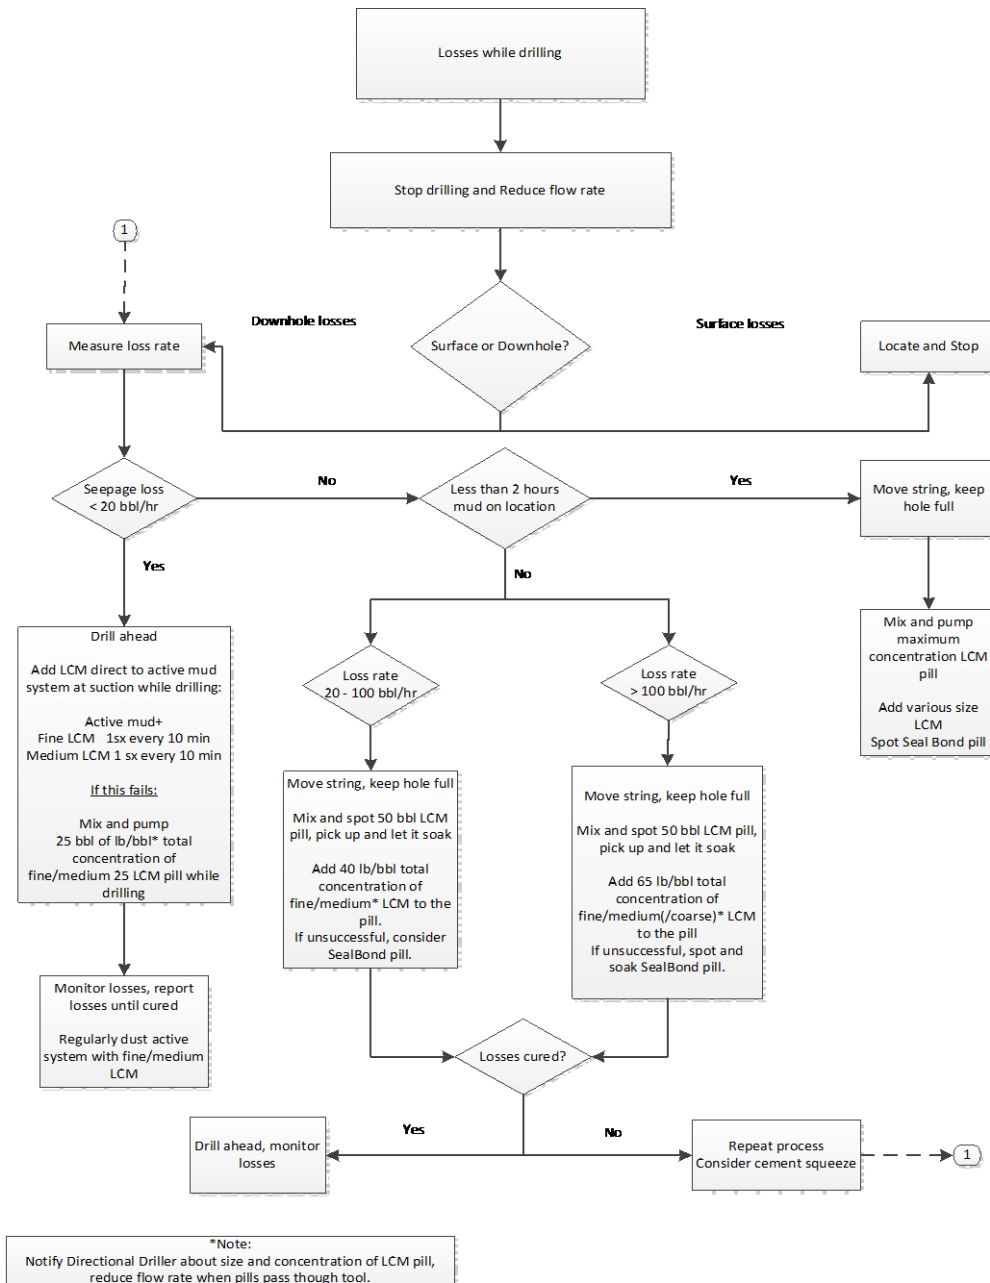 Losses while drilling
Stop drilling and Reduce flow rate
1
Downhole losses
Surface losses
Measure loss rate
Surface or Downhole?
Locate and Stop
Seepage loss
< 20 bbl/hr
No
Less than 2 hours
mud on location
Yes
Move string, keep
hole full
Yes
No
Drill ahead
Add LCM direct to active mud
system at suction while drilling:
Active mud+
Fine LCM 1sx every 10 min
Medium LCM 1 sx every 10 min
If this fails:
Mix and pump
25 bbl of lb/bbl* total
concentration of
fine/medium 25 LCM pill while
drilling
Loss rate
20 - 100 bbl/hr
Loss rate
> 100 bbl/hr
Mix and pump
maximum
concentration LCM
pill
Add various size
LCM
Spot Seal Bond pill
Move string, keep hole full
Mix and spot 50 bbl LCM
pill, pick up and let it soak
Add 40 lb/bbl total
concentration of
fine/medium* LCM to the
pill.
If unsuccessful, consider
SealBond pill.
Move string, keep hole full
Mix and spot 50 bbl LCM pill,
pick up and let it soak
Add 65 lb/bbl total
concentration of
fine/medium(/coarse)* LCM
to the pill
If unsuccessful, spot and
soak SealBond pill.
Monitor losses, report
losses until cured
Regularly dust active
system with fine/medium
LCM
Losses cured?
Yes
No
Drill ahead, monitor
losses
Repeat process
Consider cement squeeze
1
*Note:
Notify Directional Driller about size and concentration of LCM pill,
reduce flow rate when pills pass though tool.